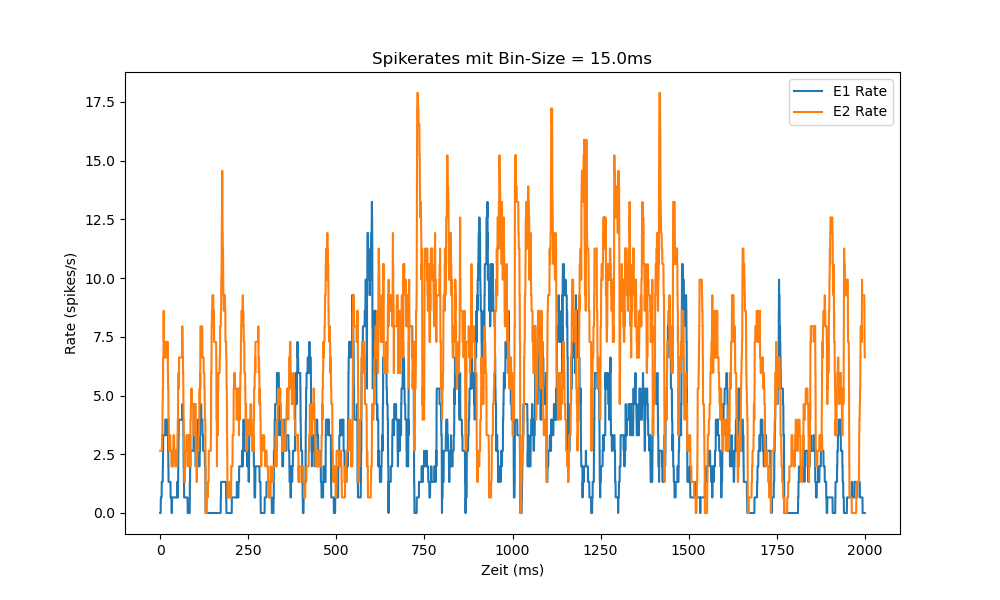 Spikerates mit Bin-Size = 15.0ms
E1 Rate
E2 Rate
Rate (spikes/s)
17.5
15.0
12.5
10.0
7.5
5.0
2.5
0.0
0 250 500 750 1000 1250 1500 1750 2000
Zeit (ms)